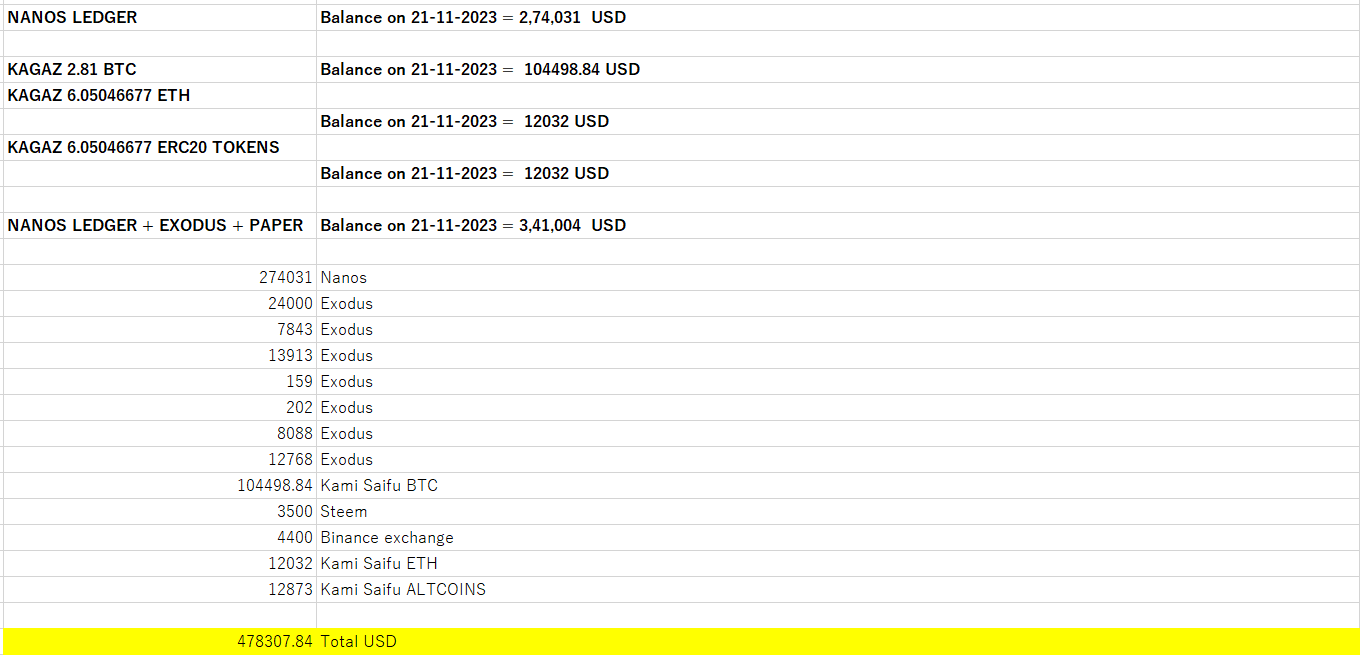 NANOS LEDGER Balance on 21-11-2023 = 2,74,031 USD
KAGAZ 2.81 BTC Balance on 21-11-2023 = 104498.84 USD
KAGAZ 6.05046677 ETH
Balance on 21-11-2023 = 12032 USD
KAGAZ 6.05046677 ERC20 TOKENS
Balance on 21-11-2023 = 12032 USD
NANOS LEDGER + EXODUS + PAPER Balance on 21-11-2023 = 3,41,004 USD
274031 Nanos
24000 Exodus
7843 Exodus
13913 Exodus
159 Exodus
202 Exodus
8088 Exodus
12768 Exodus
104498.84 Kami Saifu BTC
3500 Steem
4400 Binance exchange
12032 Kami Saifu ETH
12873 Kami Saifu ALTCOINS
478307.84 Total USD